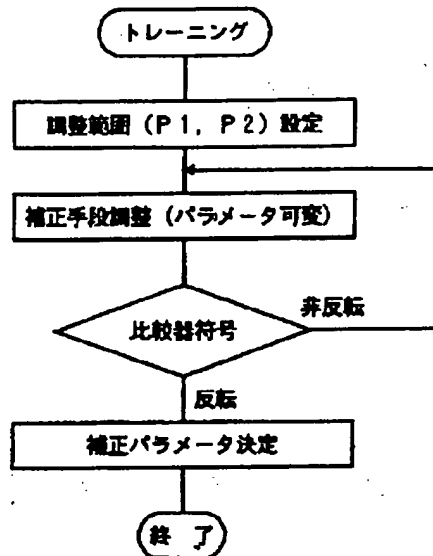 トレーニング
調整範囲（P1，P2）設定
補正手段調整（パラメータ可変）
比較器符号
非反転
反転
補正パラメータ決定
終 了